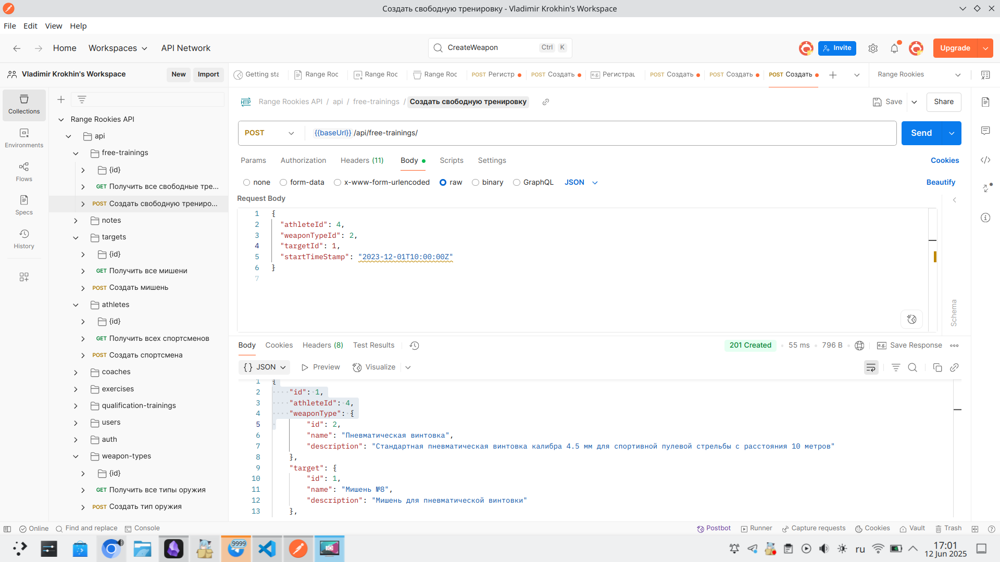 Создать свободную тренировку - Vladimir Krokhin's Workspace
File Edit View Help
Home Workspaces API Network
CreateWeapon Ctrl K
Invite
Upgrade
Vladimir Krokhin's Workspace New Import
Getting sta Range Roc Range Roc Range Roc POST Регистр POST Создать e.g. Регистрац POST Создать POST Создать POST Создать Range Rookies
Collections
Environments
Flows
Specs
History
Range Rookies API
api
free-trainings
{id}
GET Получить все свободные тре...
POST Создать свободную трениро...
notes
targets
{id}
GET Получить все мишени
POST Создать мишень
athletes
{id}
GET Получить всех спортсменов
POST Создать спортсмена
coaches
exercises
qualification-trainings
users
auth
weapon-types
{id}
GET Получить все типы оружия
POST Создать тип оружия
HTTP Range Rookies API / api / free-trainings / Создать свободную тренировку
Save Share
POST {{baseUrl}} /api/free-trainings/
Send
Params Authorization Headers (11) Body Scripts Settings Cookies
none form-data x-www-form-urlencoded raw binary GraphQL JSON Beautify
Request Body
1 {
2 "athleteId": 4,
3 "weaponTypeId": 2,
4 "targetId": 1,
5 "startTimeStamp": "2023-12-01T10:00:00Z"
6 }
7
Schema
Body Cookies Headers (8) Test Results 201 Created 55 ms 796 B e.g. Save Response
{ } JSON Preview Visualize
1 {
2 "id": 1,
3 "athleteId": 4,
4 "weaponType": {
5 "id": 2,
6 "name": "Пневматическая винтовка",
7 "description": "Стандартная пневматическая винтовка калибра 4.5 мм для спортивной пулевой стрельбы с расстояния 10 метров"
8 },
9 "target": {
10 "id": 1,
11 "name": "Мишень №8",
12 "description": "Мишень для пневматической винтовки"
13 },
Online Find and replace Console Postbot Runner Capture requests Cookies Vault Trash
9999
ru
17:01
12 Jun 2025